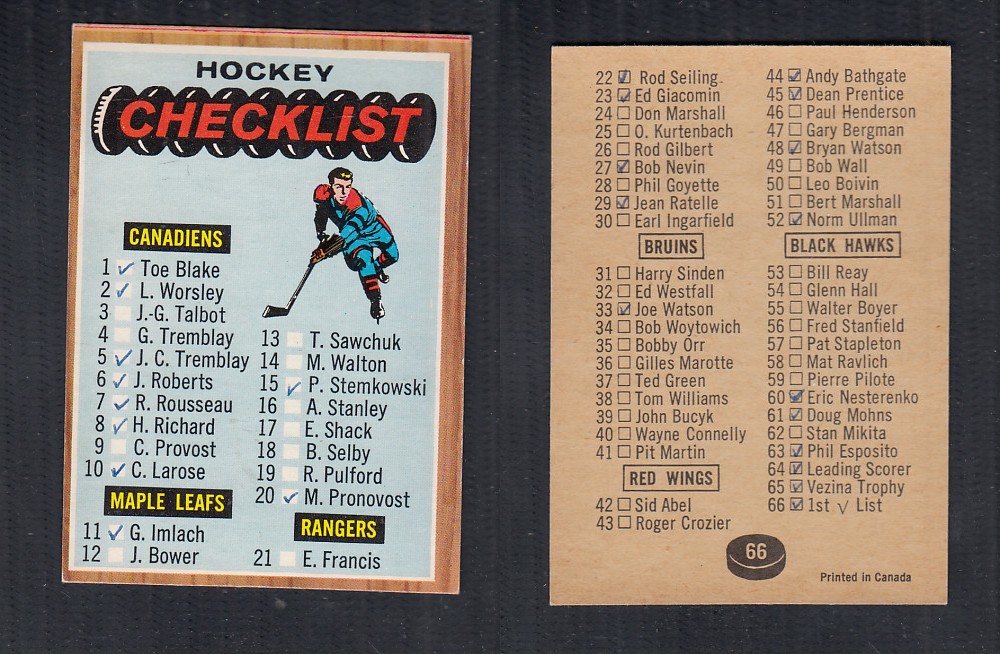 HOCKEY
CHECKLIST
CANADIENS
1 Toe Blake
2 L. Worsley
3 J.-G. Talbot
4 G. Tremblay
5 J. C. Tremblay
6 J. Roberts
7 R. Rousseau
8 H. Richard
9 C. Provost
10 C. Larose
MAPLE LEAFS
11 G. Imlach
12 J. Bower
13 T. Sawchuk
14 M. Walton
15 P. Stemkowski
16 A. Stanley
17 E. Shack
18 B. Selby
19 R. Pulford
20 M. Pronovost
RANGERS
21 E. Francis
22 Rod Seiling
23 Ed Giacomin
24 Don Marshall
25 O. Kurtenbach
26 Rod Gilbert
27 Bob Nevin
28 Phil Goyette
29 Jean Ratelle
30 Earl Ingarfield
BRUINS
31 Harry Sinden
32 Ed Westfall
33 Joe Watson
34 Bob Woytowich
35 Bobby Orr
36 Gilles Marotte
37 Ted Green
38 Tom Williams
39 John Bucyk
40 Wayne Connelly
41 Pit Martin
RED WINGS
42 Sid Abel
43 Roger Crozier
44 Andy Bathgate
45 Dean Prentice
46 Paul Henderson
47 Gary Bergman
48 Bryan Watson
49 Bob Wall
50 Leo Boivin
51 Bert Marshall
52 Norm Ullman
BLACK HAWKS
53 Bill Reay
54 Glenn Hall
55 Walter Boyer
56 Fred Stanfield
57 Pat Stapleton
58 Mat Ravlich
59 Pierre Pilote
60 Eric Nesterenko
61 Doug Mohns
62 Stan Mikita
63 Phil Esposito
64 Leading Scorer
65 Vezina Trophy
66 1st √ List
66
Printed in Canada